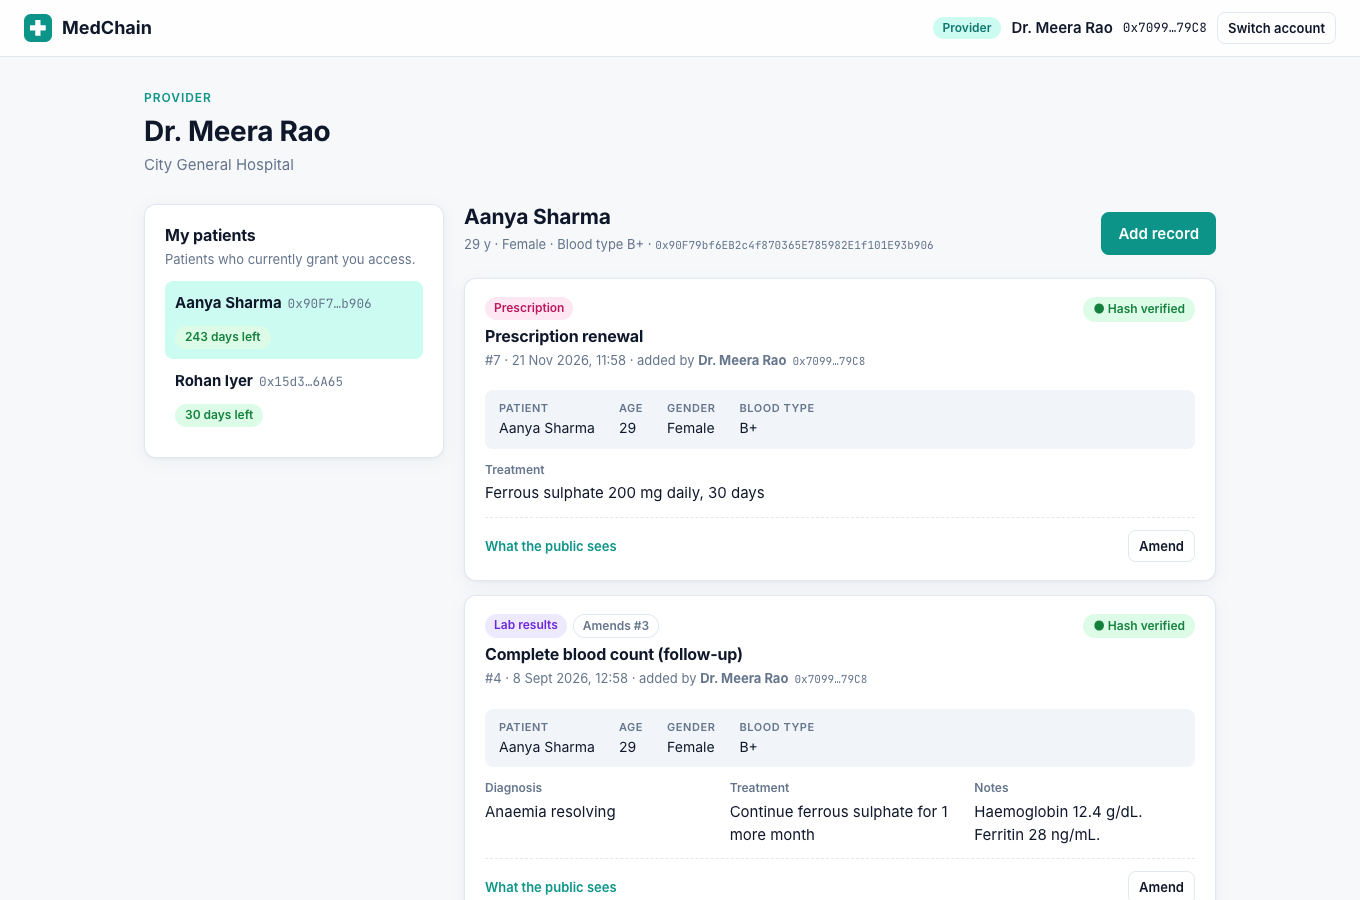 MedChain
Provider Dr. Meera Rao 0x7099…79C8 Switch account
PROVIDER
Dr. Meera Rao
City General Hospital
My patients
Patients who currently grant you access.
Aanya Sharma 0x90F7…b906
243 days left
Rohan Iyer 0x15d3…6A65
30 days left
Aanya Sharma
29 y · Female · Blood type B+ · 0x90F79bf6EB2c4f870365E785982E1f101E93b906
Add record
Prescription
Hash verified
Prescription renewal
#7 · 21 Nov 2026, 11:58 · added by Dr. Meera Rao 0x7099…79C8
PATIENT AGE GENDER BLOOD TYPE
Aanya Sharma 29 Female B+
Treatment
Ferrous sulphate 200 mg daily, 30 days
What the public sees
Amend
Lab results Amends #3
Hash verified
Complete blood count (follow-up)
#4 · 8 Sept 2026, 12:58 · added by Dr. Meera Rao 0x7099…79C8
PATIENT AGE GENDER BLOOD TYPE
Aanya Sharma 29 Female B+
Diagnosis
Anaemia resolving
Treatment
Continue ferrous sulphate for 1
more month
Notes
Haemoglobin 12.4 g/dL.
Ferritin 28 ng/mL.
What the public sees
Amend